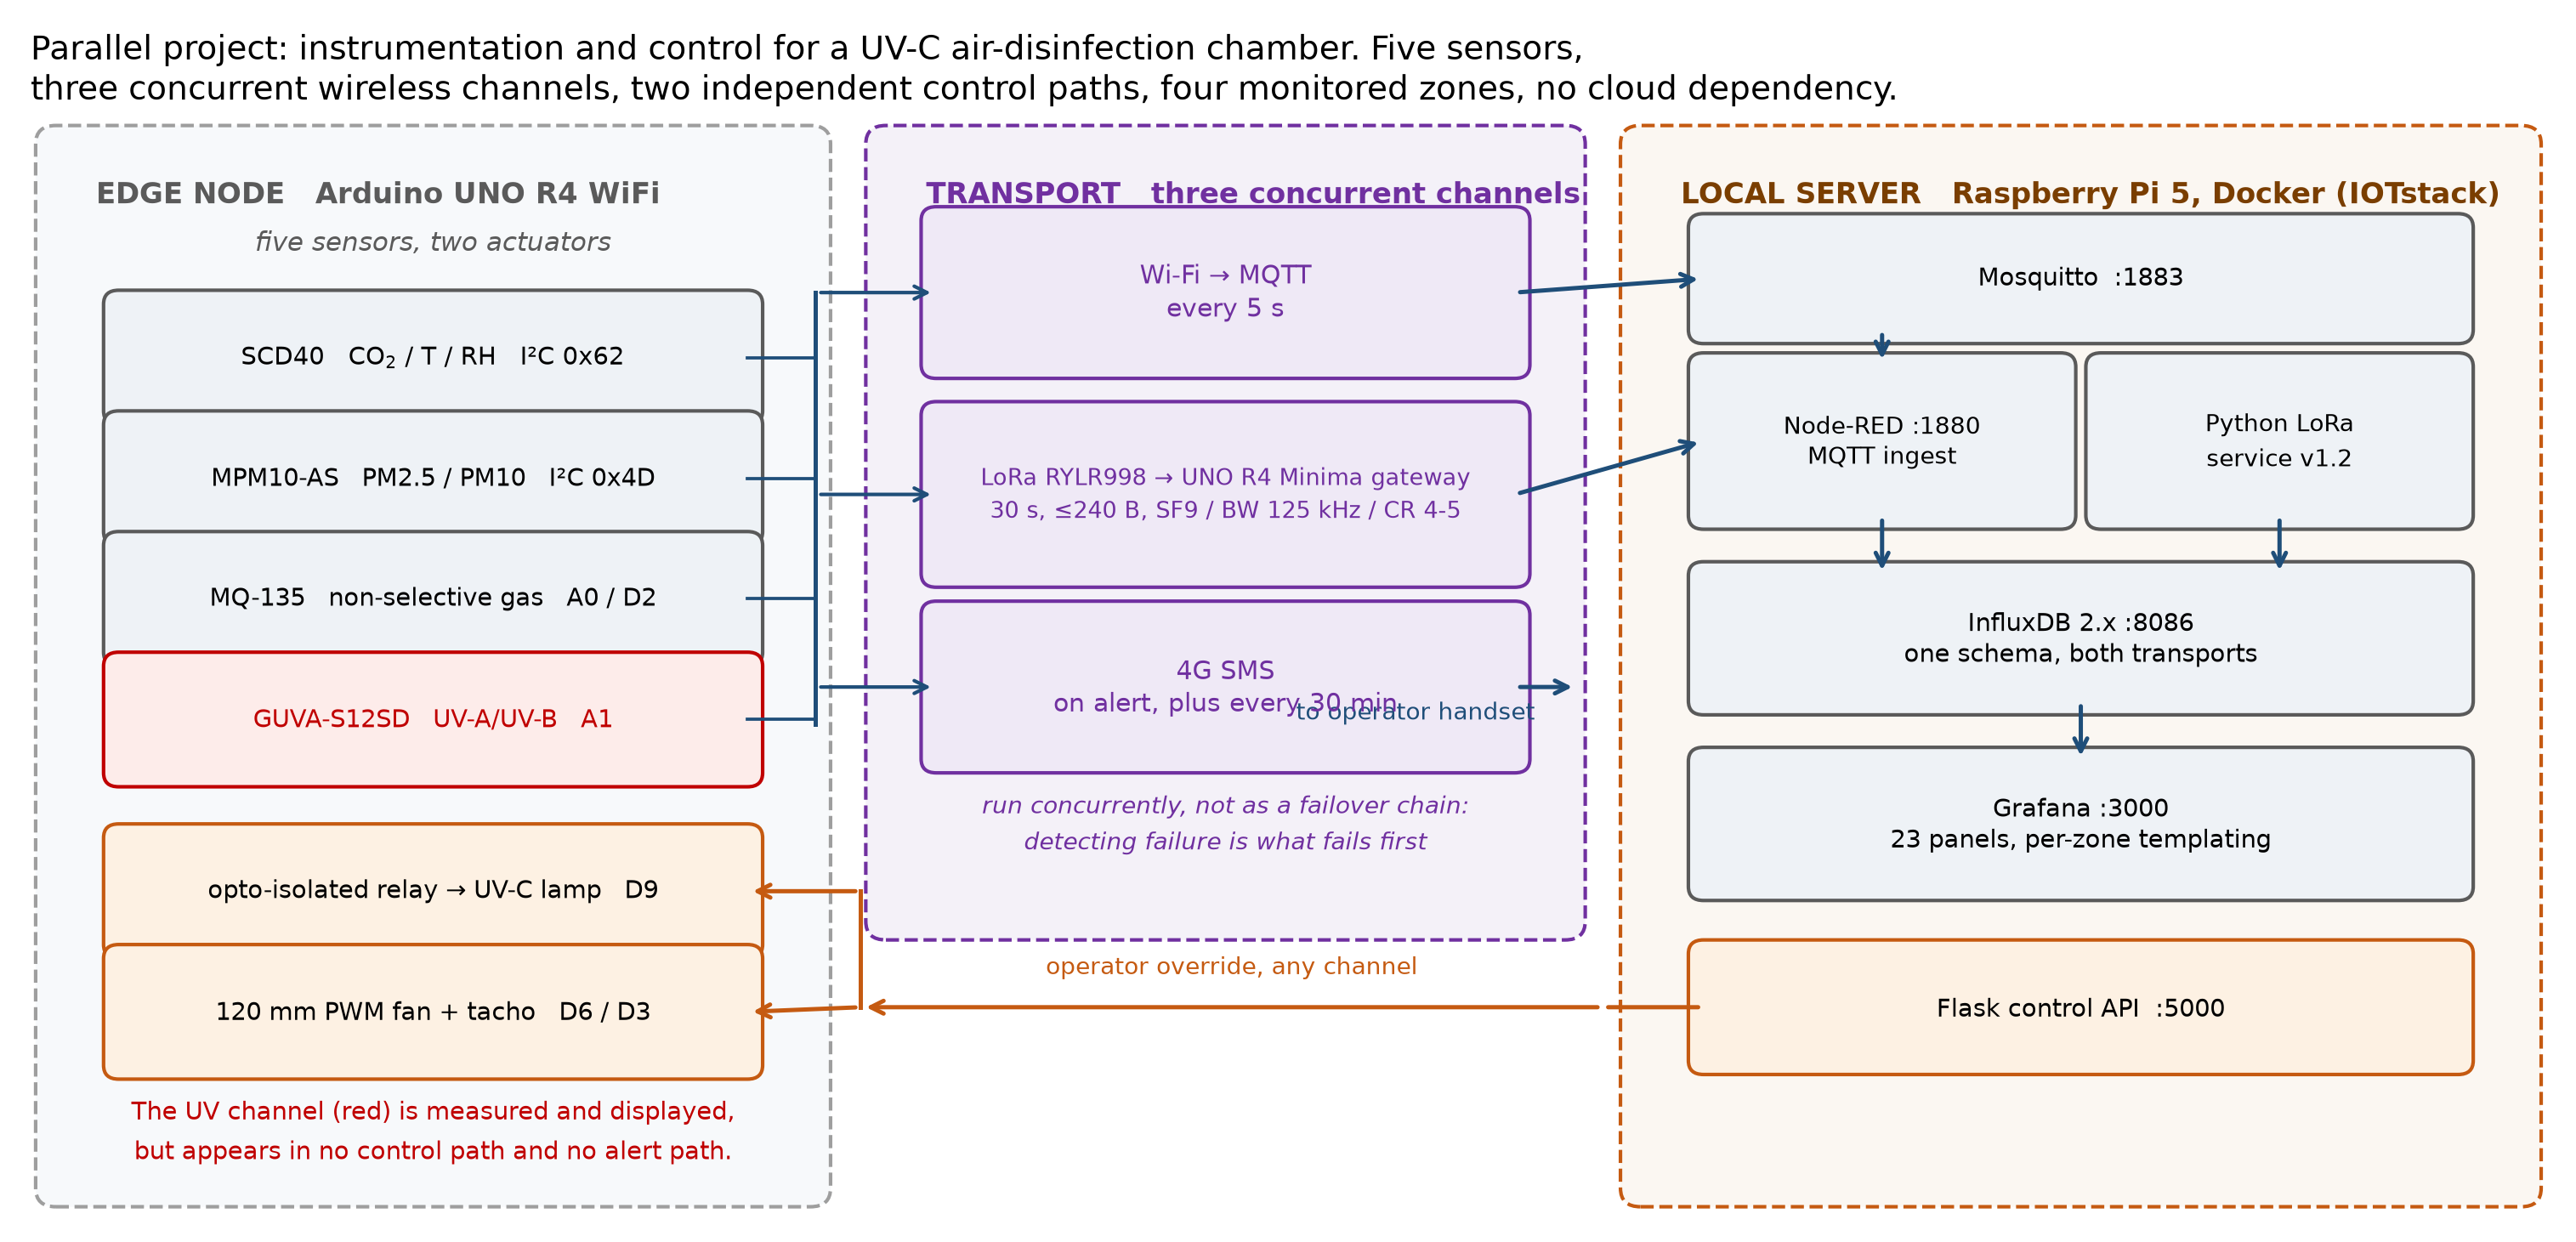 Parallel project: instrumentation and control for a UV-C air-disinfection chamber. Five sensors,
three concurrent wireless channels, two independent control paths, four monitored zones, no cloud dependency.
EDGE NODE   Arduino UNO R4 WiFi
five sensors, two actuators
SCD40   CO₂ / T / RH   I²C 0x62
MPM10-AS   PM2.5 / PM10   I²C 0x4D
MQ-135   non-selective gas   A0 / D2
GUVA-S12SD   UV-A/UV-B   A1
opto-isolated relay → UV-C lamp   D9
120 mm PWM fan + tacho   D6 / D3
The UV channel (red) is measured and displayed,
but appears in no control path and no alert path.
TRANSPORT   three concurrent channels
Wi-Fi → MQTT
every 5 s
LoRa RYLR998 → UNO R4 Minima gateway
30 s, ≤240 B, SF9 / BW 125 kHz / CR 4-5
4G SMS
on alert, plus every 30 min
to operator handset
run concurrently, not as a failover chain:
detecting failure is what fails first
operator override, any channel
LOCAL SERVER   Raspberry Pi 5, Docker (IOTstack)
Mosquitto  :1883
Node-RED :1880
MQTT ingest
Python LoRa
service v1.2
InfluxDB 2.x :8086
one schema, both transports
Grafana :3000
23 panels, per-zone templating
Flask control API  :5000